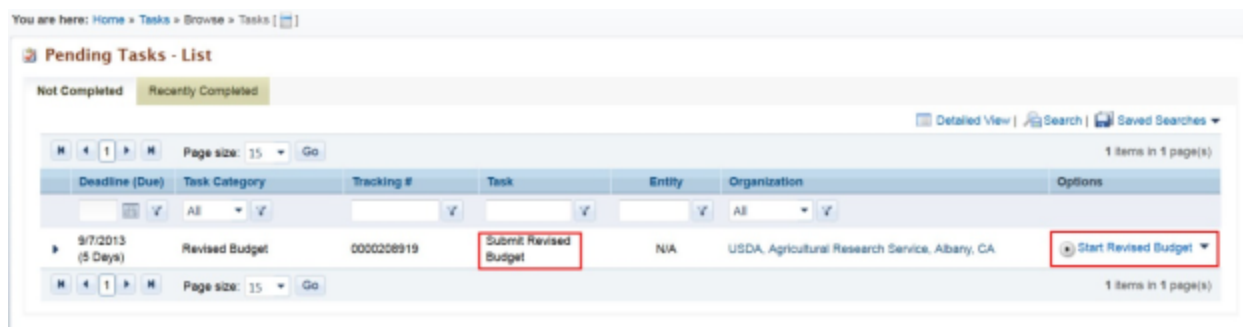 You are here: Home » Tasks » Browse » Tasks [ ]
Pending Tasks - List
Not Completed Recently Completed
Detailed View | Search | Saved Searches
1 Page size: 15 Go 1 items in 1 page(s)
Deadline (Due) Task Category Tracking # Task Entity Organization Options
All All
9/7/2013 (5 Days) Revised Budget 0000208919 Submit Revised Budget N/A USDA, Agricultural Research Service, Albany, CA Start Revised Budget
1 Page size: 15 Go 1 items in 1 page(s)